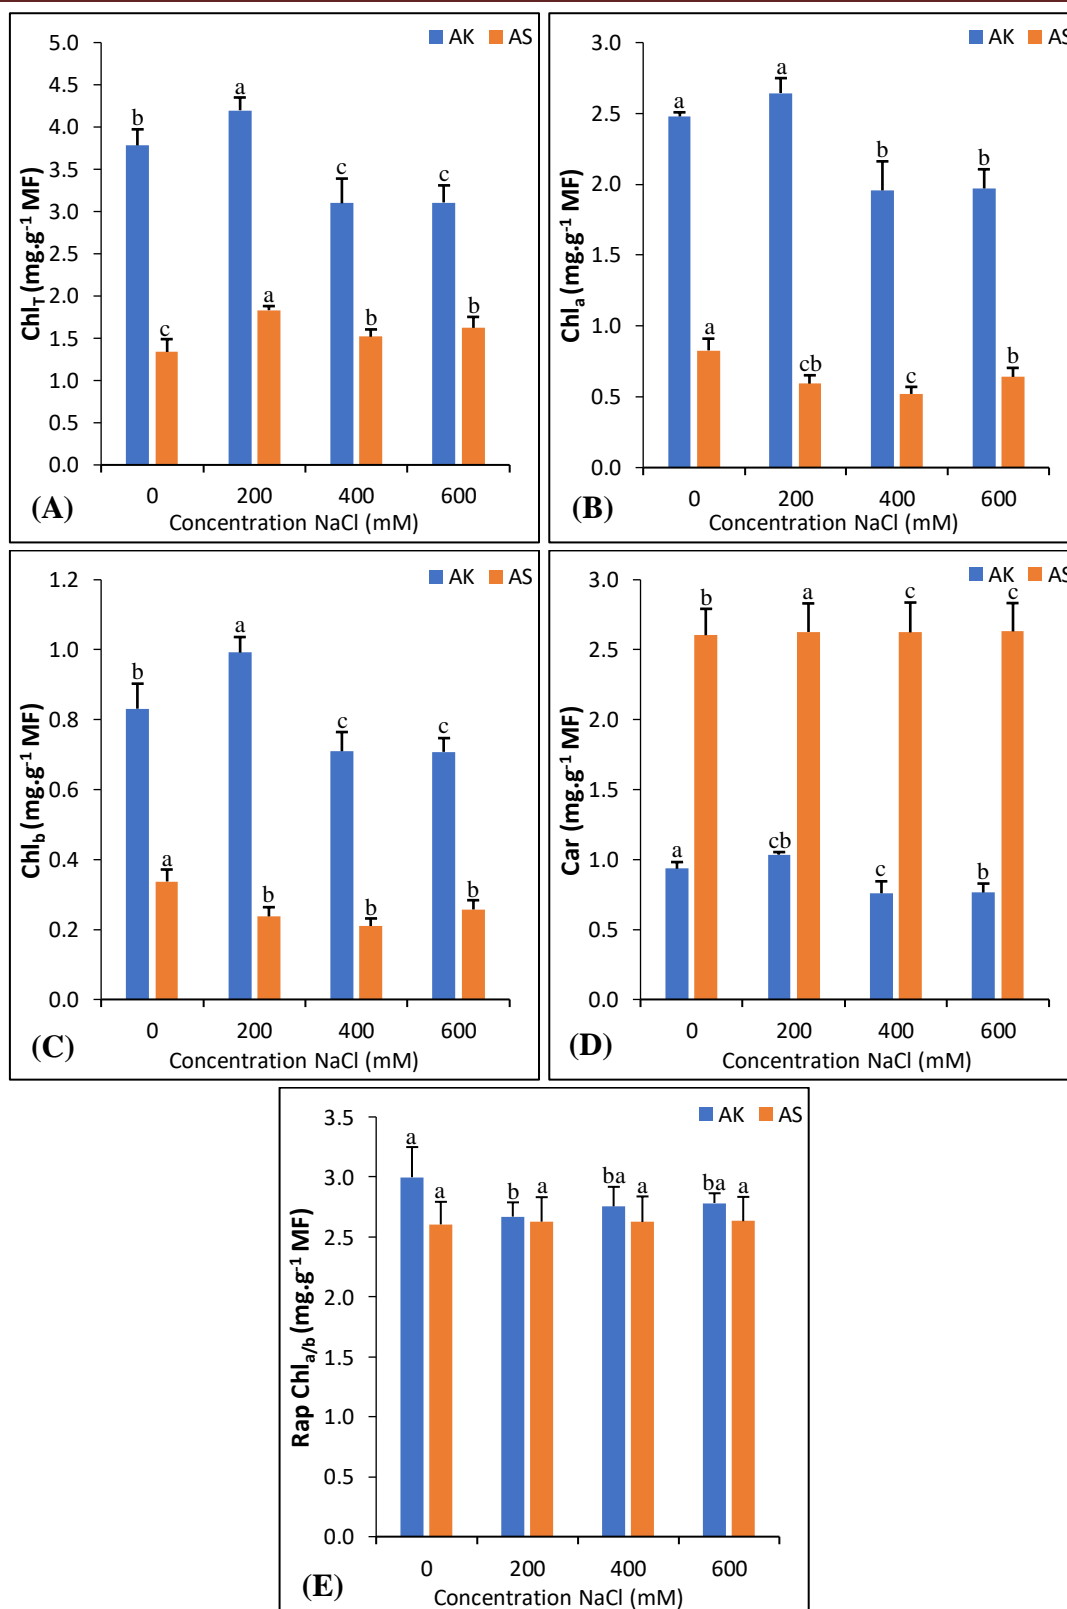 AK AS
5.0
4.5
4.0
3.5
3.0
2.5
2.0
1.5
1.0
0.5
0.0
b a c c
c a b b
Chl_T (mg.g⁻¹ MF)
0 200 400 600
(A) Concentration NaCl (mM)
AK AS
3.0
2.5
2.0
1.5
1.0
0.5
0.0
a a b b
a cb c b
Chl_a (mg.g⁻¹ MF)
0 200 400 600
(B) Concentration NaCl (mM)
AK AS
1.2
1.0
0.8
0.6
0.4
0.2
0.0
b a c c
a b b b
Chl_b (mg.g⁻¹ MF)
0 200 400 600
(C) Concentration NaCl (mM)
AK AS
3.0
2.5
2.0
1.5
1.0
0.5
0.0
b a c c
a cb c b
Car (mg.g⁻¹ MF)
0 200 400 600
(D) Concentration NaCl (mM)
AK AS
3.5
3.0
2.5
2.0
1.5
1.0
0.5
0.0
a a b a ba a ba a
Rap Chl_a/b (mg.g⁻¹ MF)
0 200 400 600
(E) Concentration NaCl (mM)